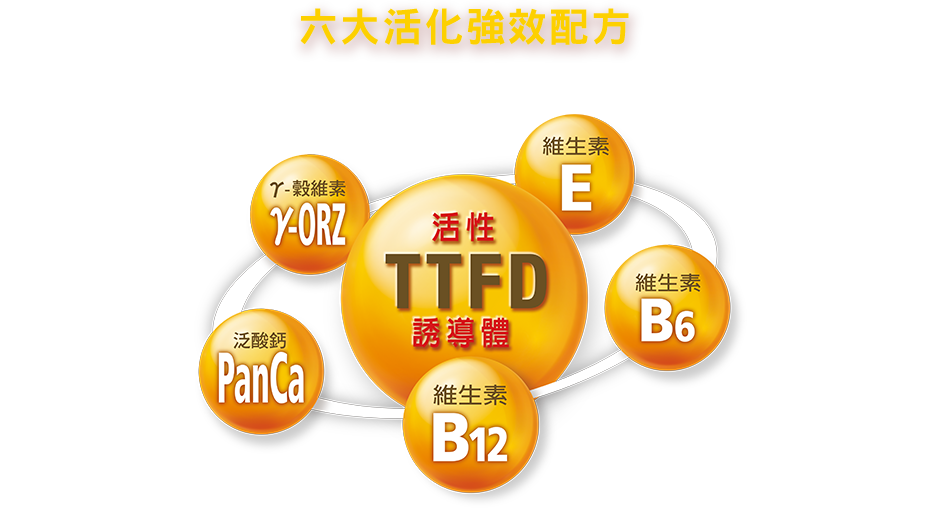 六大活化強效配方
維生素
E
γ-穀維素
γ-ORZ
活性
TTFD
誘導體
維生素
B6
泛酸鈣
PanCa
維生素
B12